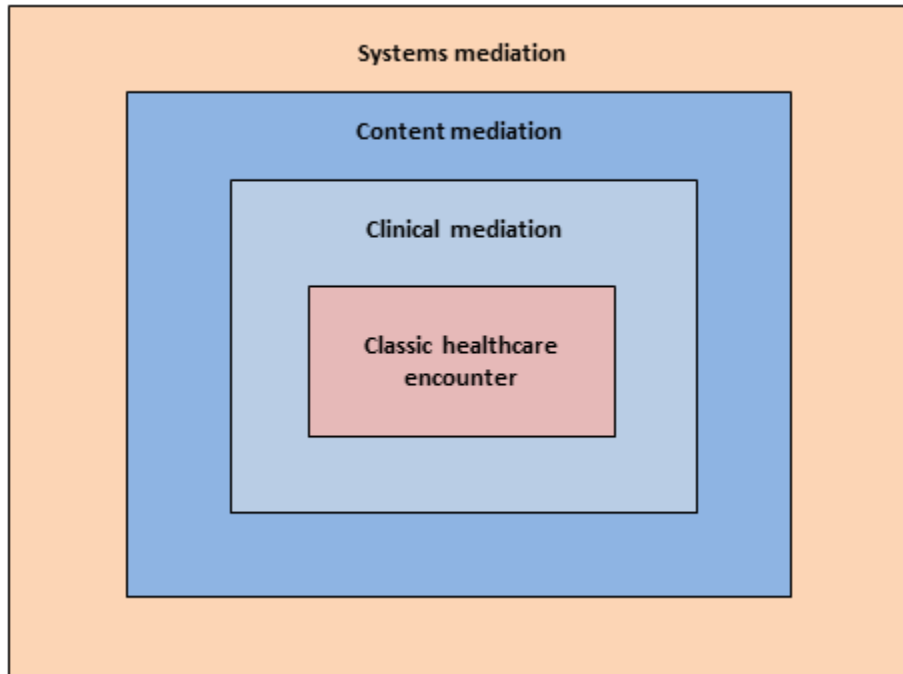 Systems mediation
Content mediation
Clinical mediation
Classic healthcare
encounter